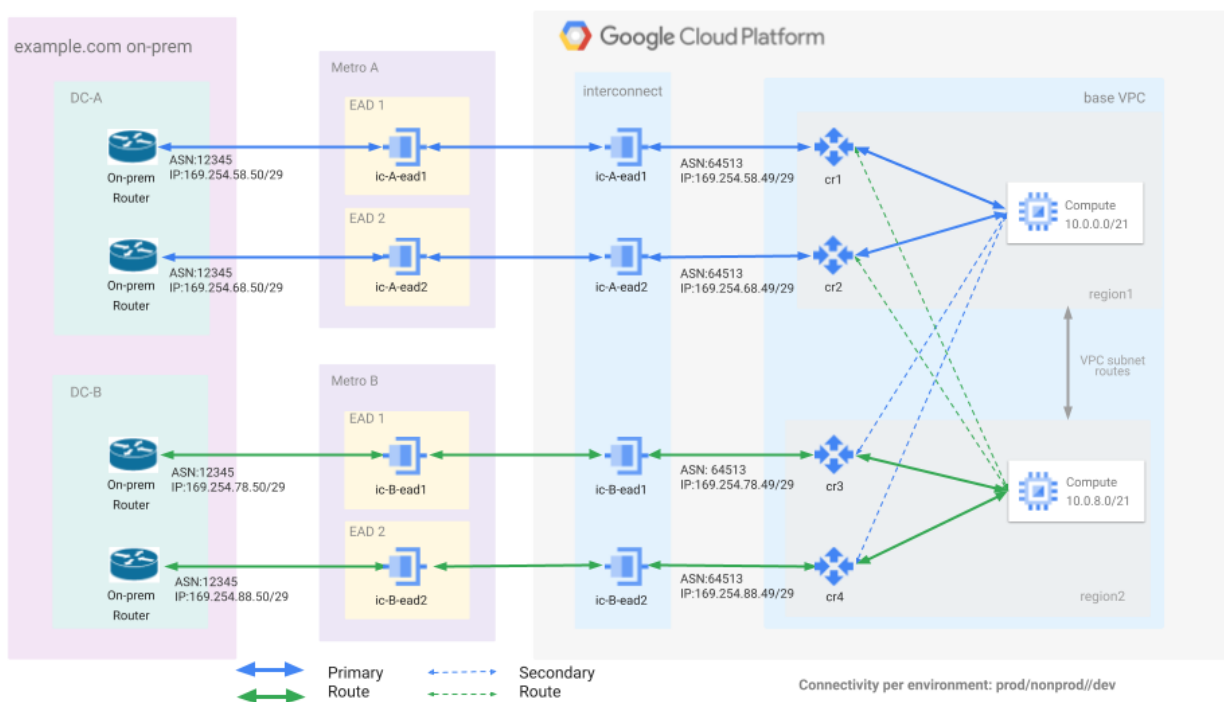 example.com on-prem
DC-A
On-prem
Router
ASN:12345
IP:169.254.58.50/29
On-prem
Router
ASN:12345
IP:169.254.68.50/29
DC-B
On-prem
Router
ASN:12345
IP:169.254.78.50/29
On-prem
Router
ASN:12345
IP:169.254.88.50/29
Metro A
EAD 1
ic-A-ead1
EAD 2
ic-A-ead2
Metro B
EAD 1
ic-B-ead1
EAD 2
ic-B-ead2
Google Cloud Platform
interconnect
ic-A-ead1
ic-A-ead2
ic-B-ead1
ic-B-ead2
ASN:64513
IP:169.254.58.49/29
ASN:64513
IP:169.254.68.49/29
ASN: 64513
IP:169.254.78.49/29
ASN:64513
IP:169.254.88.49/29
base VPC
cr1
cr2
Compute
10.0.0.0/21
region1
VPC subnet
routes
cr3
cr4
Compute
10.0.8.0/21
region2
Primary
Route
Secondary
Route
Connectivity per environment: prod/nonprod//dev